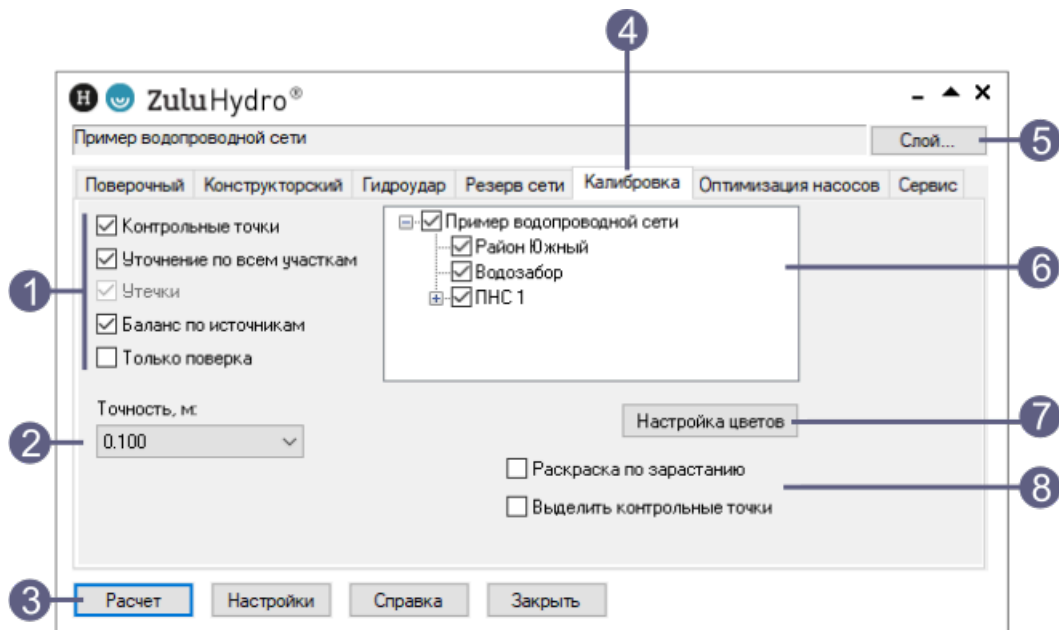 4
H ZuluHydro®
Пример водопроводной сети
Слой...
5
Поверочный Конструкторский Гидроудар Резерв сети Калибровка Оптимизация насосов Сервис
1
Контрольные точки
Уточнение по всем участкам
Утечки
Баланс по источникам
Только поверка
Пример водопроводной сети
Район Южный
Водозабор
ПНС 1
6
Точность, м:
2
0.100
Настройка цветов
7
Раскраска по зарастанию
Выделить контрольные точки
8
3
Расчет Настройки Справка Закрыть